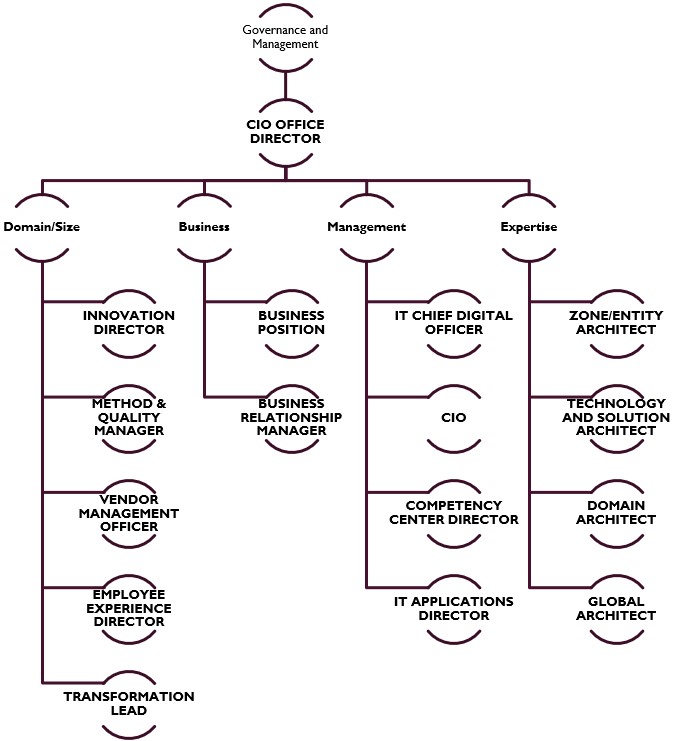 Governance and
Management
CIO OFFICE
DIRECTOR
Domain/Size
Business
Management
Expertise
INNOVATION
DIRECTOR
METHOD &
QUALITY
MANAGER
VENDOR
MANAGEMENT
OFFICER
EMPLOYEE
EXPERIENCE
DIRECTOR
TRANSFORMATION
LEAD
BUSINESS
POSITION
BUSINESS
RELATIONSHIP
MANAGER
IT CHIEF DIGITAL
OFFICER
CIO
COMPETENCY
CENTER DIRECTOR
IT APPLICATIONS
DIRECTOR
ZONE/ENTITY
ARCHITECT
TECHNOLOGY
AND SOLUTION
ARCHITECT
DOMAIN
ARCHITECT
GLOBAL
ARCHITECT